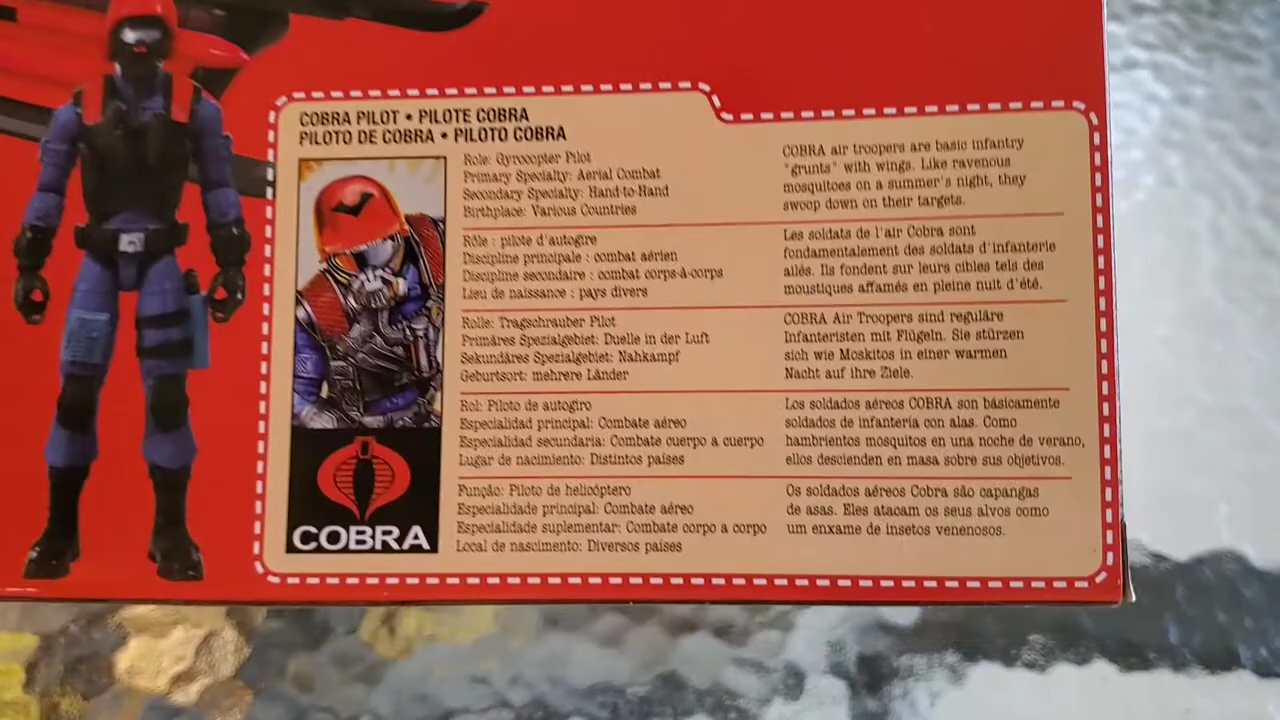 COBRA PILOT • PILOTE COBRA
PILOTO DE COBRA • PILOTO COBRA
Role: Gyrocopter Pilot
Primary Specialty: Aerial Combat
Secondary Specialty: Hand-to-Hand
Birthplace: Various Countries
COBRA air troopers are basic infantry
"grunts" with wings. Like ravenous
mosquitoes on a summer's night, they
swoop down on their targets.
Rôle : pilote d'autogire
Discipline principale : combat aérien
Discipline secondaire : combat corps-à-corps
Lieu de naissance : pays divers
Les soldats de l'air Cobra sont
fondamentalement des soldats d'infanterie
ailés. Ils fondent sur leurs cibles tels des
moustiques affamés en pleine nuit d'été.
Rolle: Tragschrauber Pilot
Primäres Spezialgebiet: Duelle in der Luft
Sekundäres Spezialgebiet: Nahkampf
Geburtsort: mehrere Länder
COBRA Air Troopers sind reguläre
Infanteristen mit Flügeln. Sie stürzen
sich wie Moskitos in einer warmen
Nacht auf ihre Ziele.
Rol: Piloto de autogiro
Especialidad principal: Combate aéreo
Especialidad secundaria: Combate cuerpo a cuerpo
Lugar de nacimiento: Distintos países
Los soldados aéreos COBRA son básicamente
soldados de infantería con alas. Como
hambrientos mosquitos en una noche de verano,
ellos descienden en masa sobre sus objetivos.
Função: Piloto de helicóptero
Especialidade principal: Combate aéreo
Especialidade suplementar: Combate corpo a corpo
Local de nascimento: Diversos países
Os soldados aéreos Cobra são capangas
de asas. Eles atacam os seus alvos como
um enxame de insetos venenosos.
COBRA